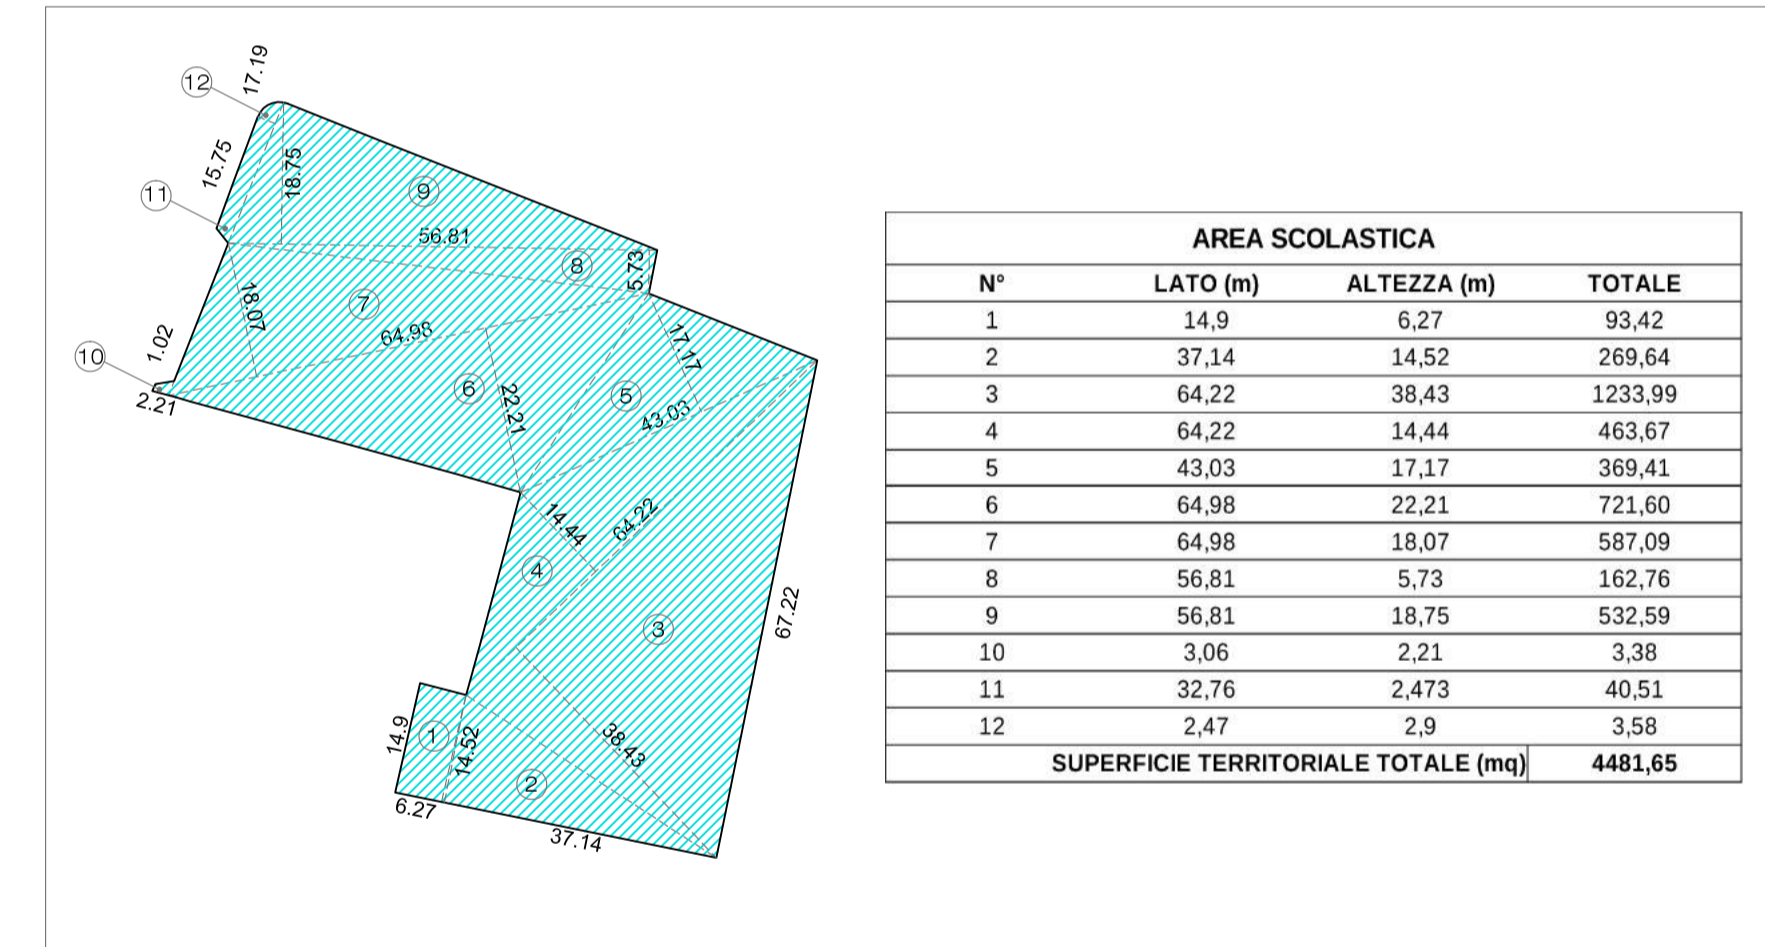 12
17.19
15.75
18.75
11
9
56.81
8
5.73
18.07
7
64.98
17.17
1.02
10
2.21
6
22.21
5
43.03
14.44
64.22
4
67.22
3
14.9
1
14.52
38.43
2
6.27
37.14
AREA SCOLASTICA
N° LATO (m) ALTEZZA (m) TOTALE
1 14,9 6,27 93,42
2 37,14 14,52 269,64
3 64,22 38,43 1233,99
4 64,22 14,44 463,67
5 43,03 17,17 369,41
6 64,98 22,21 721,60
7 64,98 18,07 587,09
8 56,81 5,73 162,76
9 56,81 18,75 532,59
10 3,06 2,21 3,38
11 32,76 2,473 40,51
12 2,47 2,9 3,58
SUPERFICIE TERRITORIALE TOTALE (mq) 4481,65